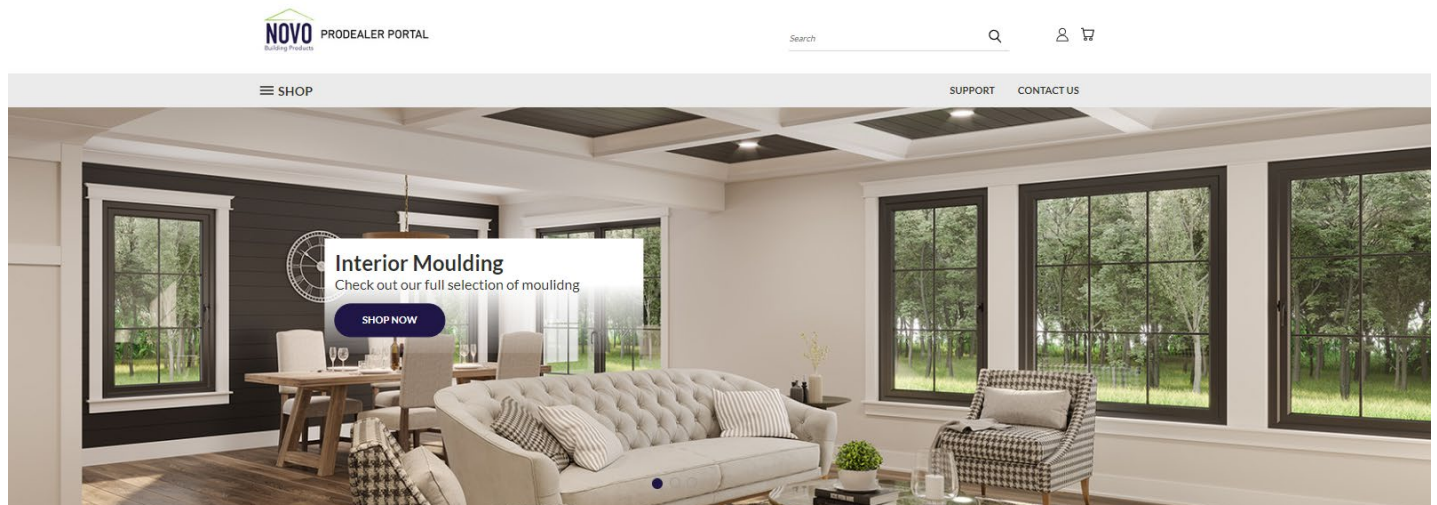 NOVO
Building Products
PRODEALER PORTAL
Search
SHOP
SUPPORT
CONTACT US
Interior Moulding
Check out our full selection of moulidng
SHOP NOW